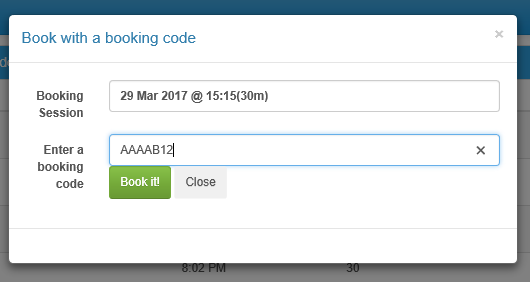 Book with a booking code ×
Booking Session
29 Mar 2017 @ 15:15(30m)
Enter a booking code
AAAAB12 ×
Book it! Close
8:02 PM 30